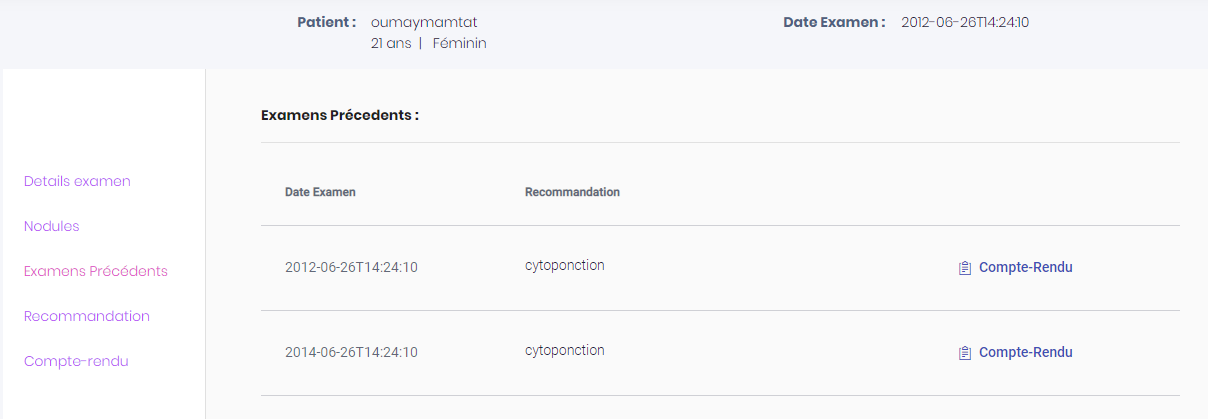 Patient : oumaymamtat Date Examen : 2012-06-26T14:24:10
21 ans | Féminin
Examens Précedents :
Details examen
Nodules
Examens Précédents
Recommandation
Compte-rendu
Date Examen Recommandation
2012-06-26T14:24:10 cytoponction Compte-Rendu
2014-06-26T14:24:10 cytoponction Compte-Rendu